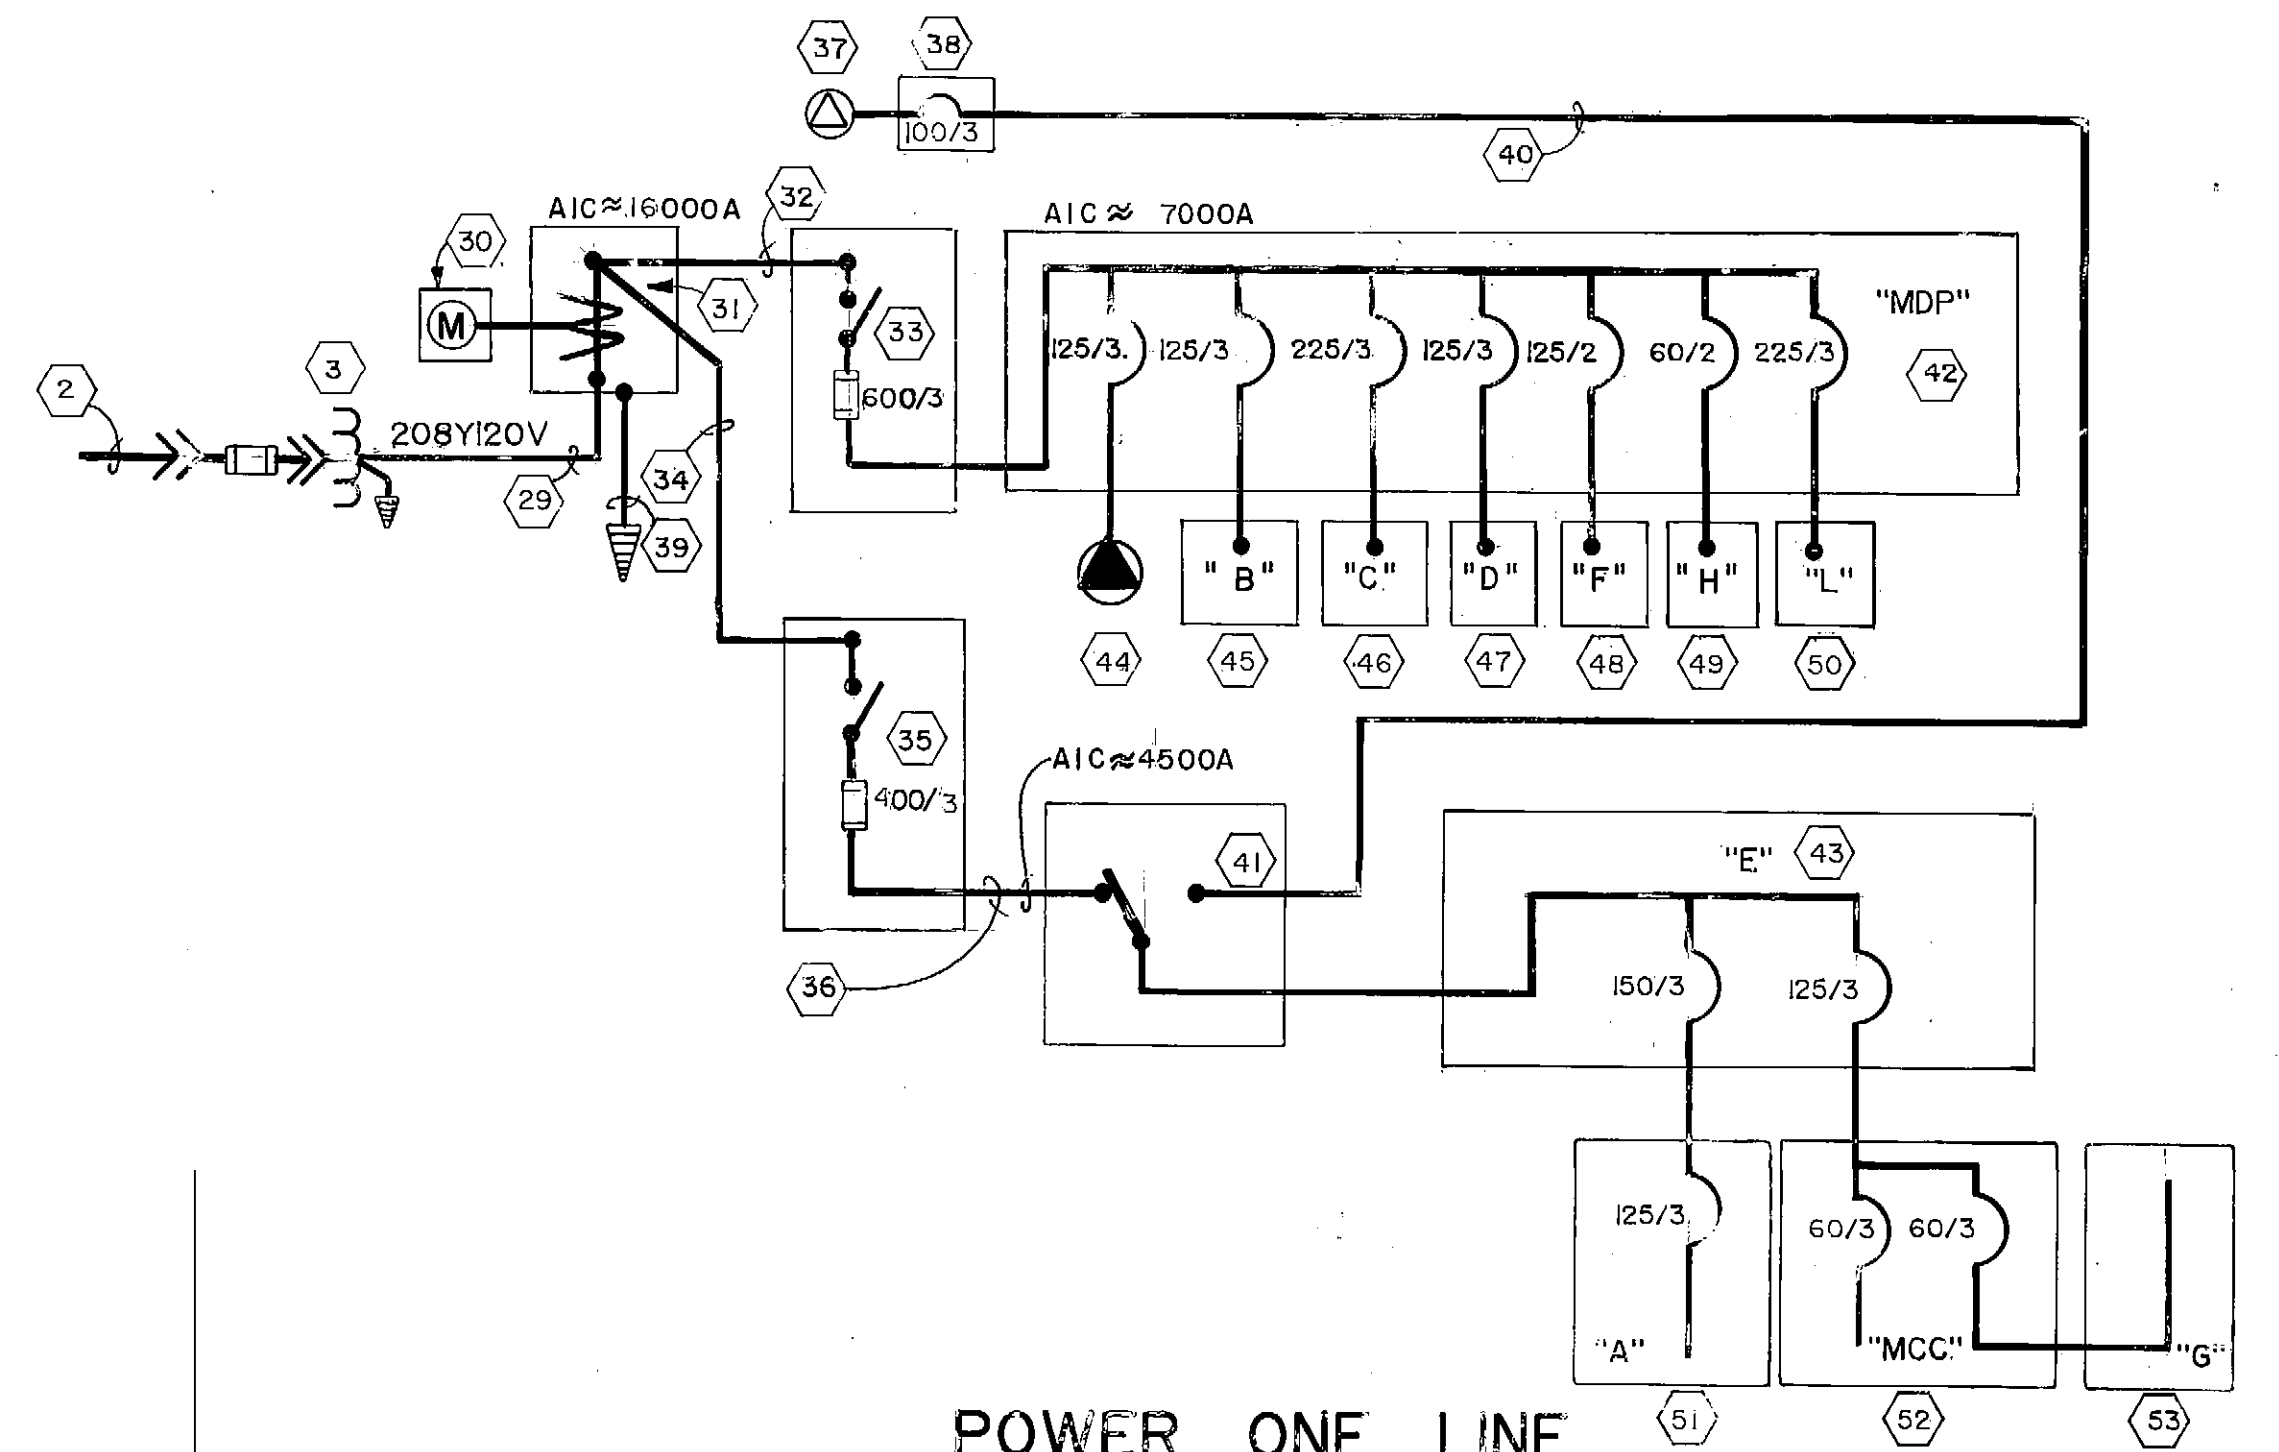 37
38
100/3
40
32
AIC≈16000A
AIC≈ 7000A
30
31
33
"MDP"
125/3.
125/3
225/3
125/3
125/2
60/2
225/3
42
3
2
600/3
208Y120V
34
29
39
"B"
"C"
"D"
"F"
"H"
"L"
44
45
46
47
48
49
50
35
AIC≈4500A
400/3
41
"E"
43
36
150/3
125/3
125/3
60/3
60/3
"A"
"MCC"
"G"
51
52
53
POWER ONE LINE